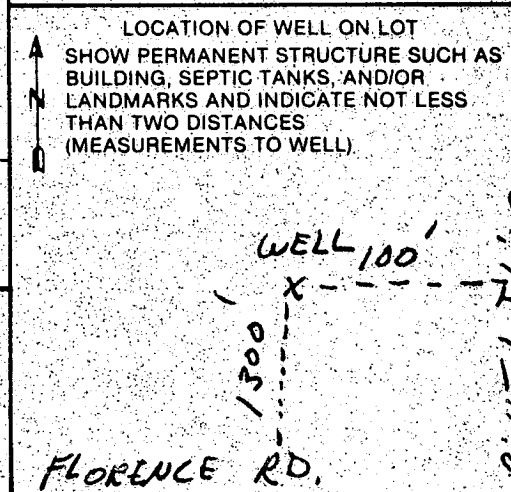 LOCATION OF WELL ON LOT
SHOW PERMANENT STRUCTURE SUCH AS
BUILDING, SEPTIC TANKS, AND/OR
LANDMARKS AND INDICATE NOT LESS
THAN TWO DISTANCES
(MEASUREMENTS TO WELL)
N
WELL 100'
X
1300'
FLORENCE RD.